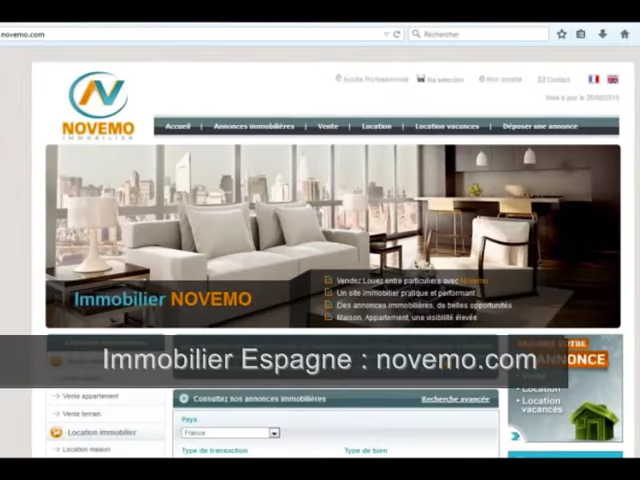 novemo.com
Rechercher
Accès Professionnels
Ma sélection
Mon compte
Contact
NOVEMO
IMMOBILIER
Accueil | Annonces immobilières | Vente | Location | Location vacances | Déposer une annonce
Vendez Louez entre particuliers avec Novemo
Immobilier NOVEMO
Un site immobilier pratique et performant
Des annonces immobilières, de belles opportunités
Maison, Appartement, une visibilité élevée
Immobilier Espagne : novemo.com
ANNONCE
Location
Location
vacances
Vente appartement
Vente terrain
Location immobilier
Location maison
Consultez nos annonces immobilières
Recherche avancée
Pays
France
Type de transaction
Type de bien